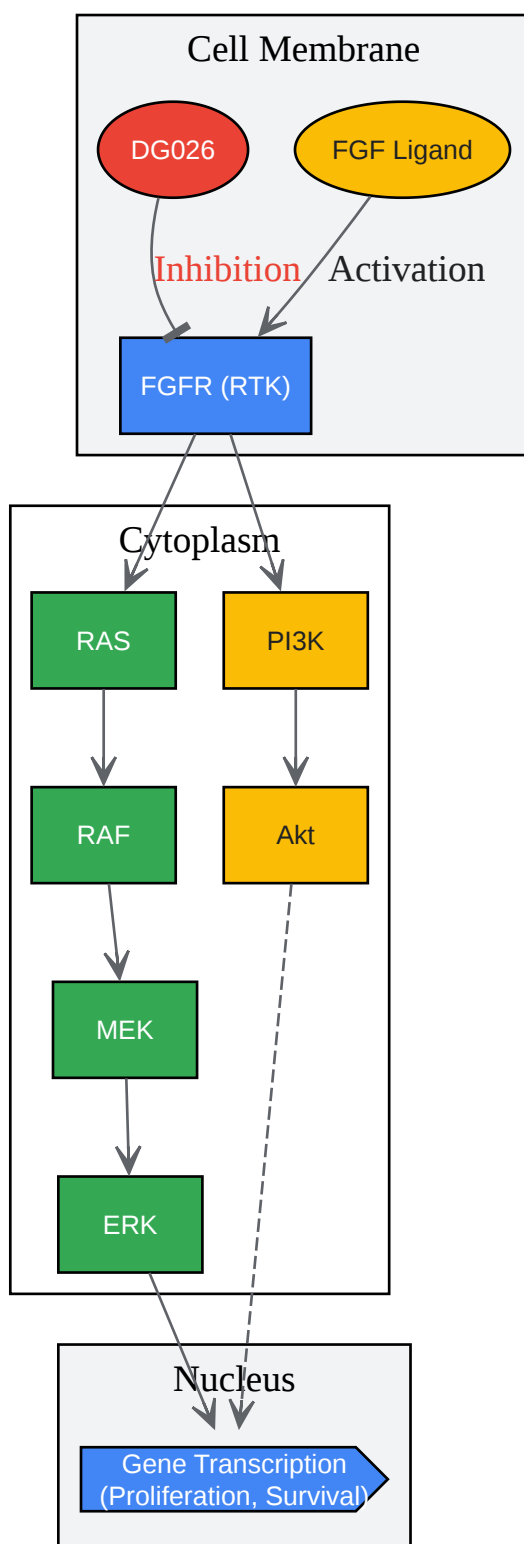 Cell Membrane
DG026
FGF Ligand
Inhibition
Activation
FGFR (RTK)
Cytoplasm
RAS
PI3K
RAF
Akt
MEK
ERK
Nucleus
Gene Transcription
(Proliferation, Survival)